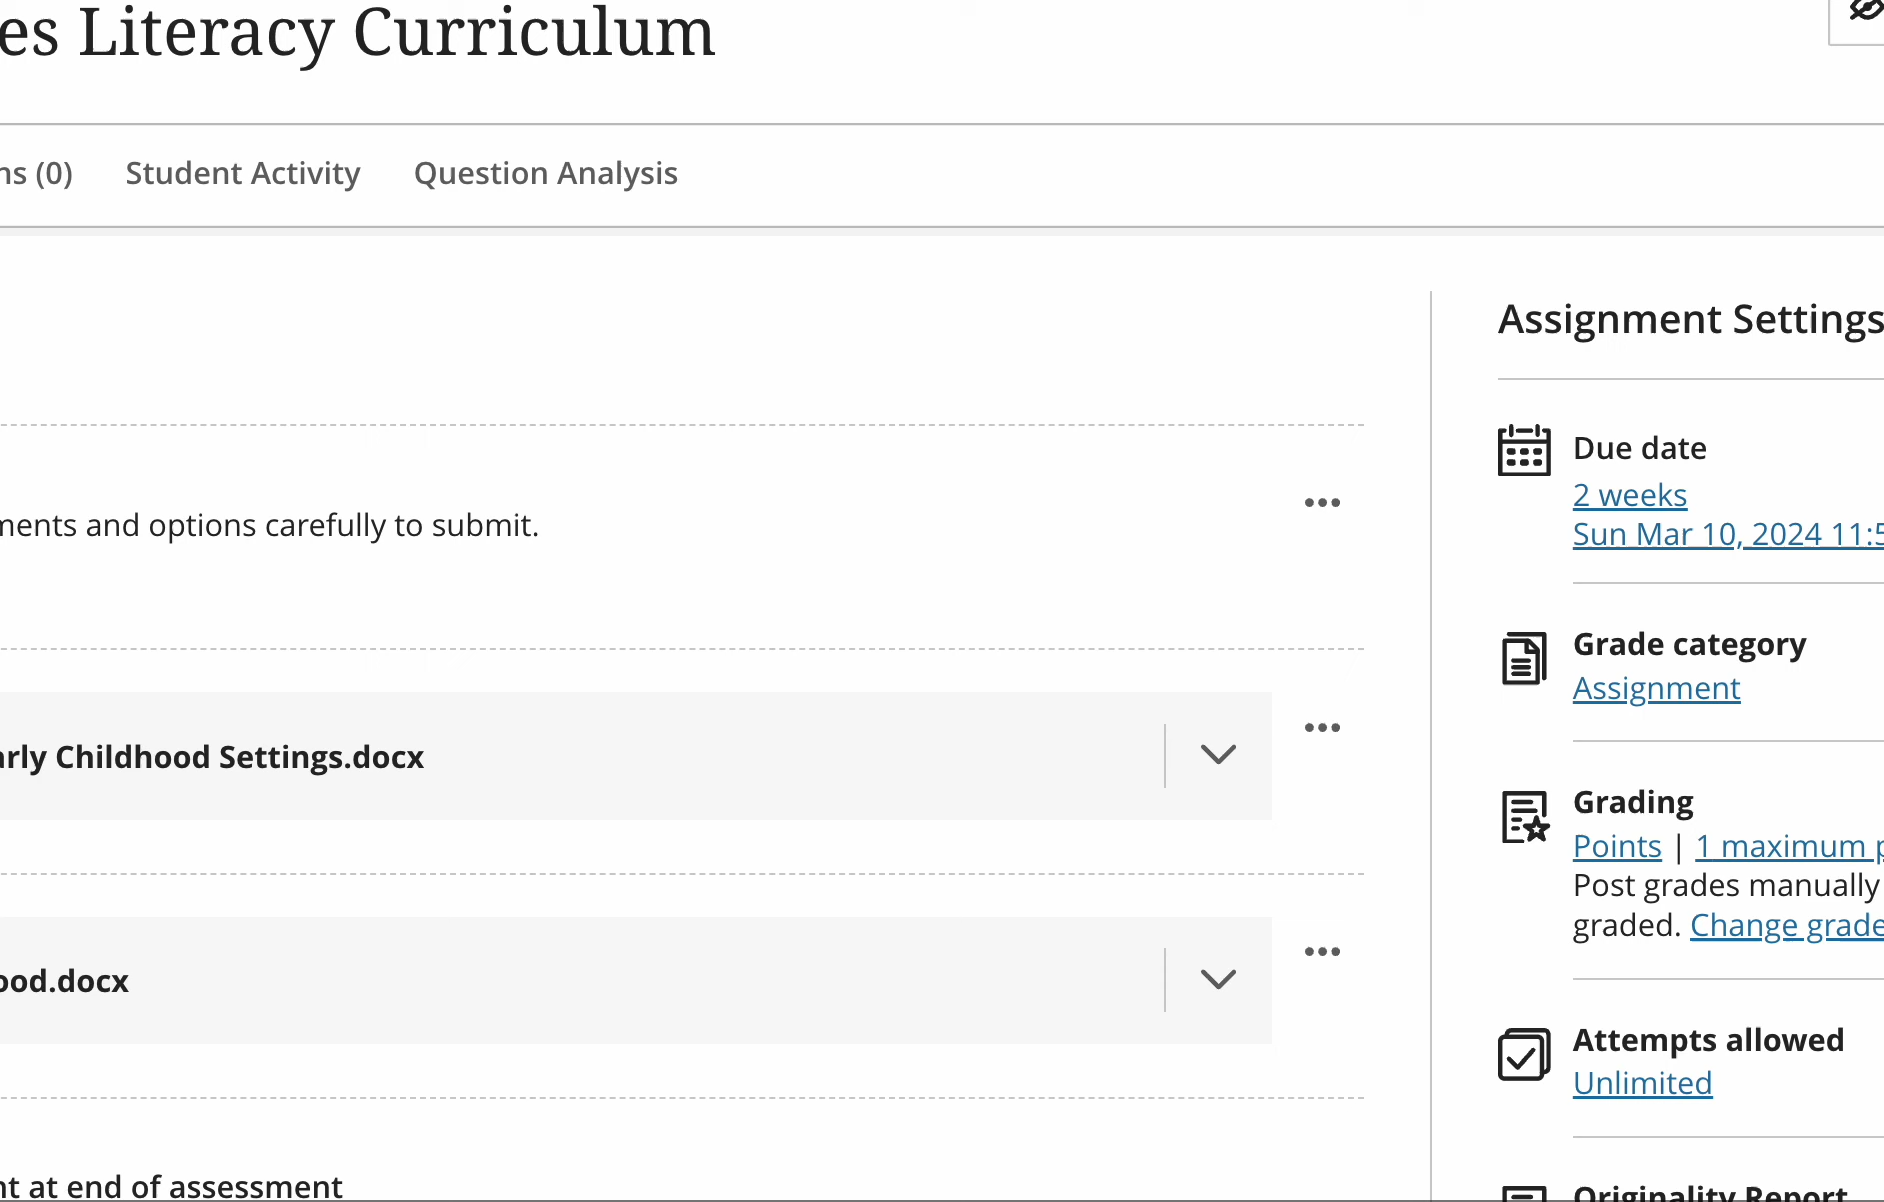 es Literacy Curriculum
ns (0) Student Activity Question Analysis
ments and options carefully to submit.
arly Childhood Settings.docx
ood.docx
nt at end of assessment
Assignment Settings
Due date
2 weeks
Sun Mar 10, 2024 11:5
Grade category
Assignment
Grading
Points | 1 maximum p
Post grades manually
graded. Change grade
Attempts allowed
Unlimited
Originality Report